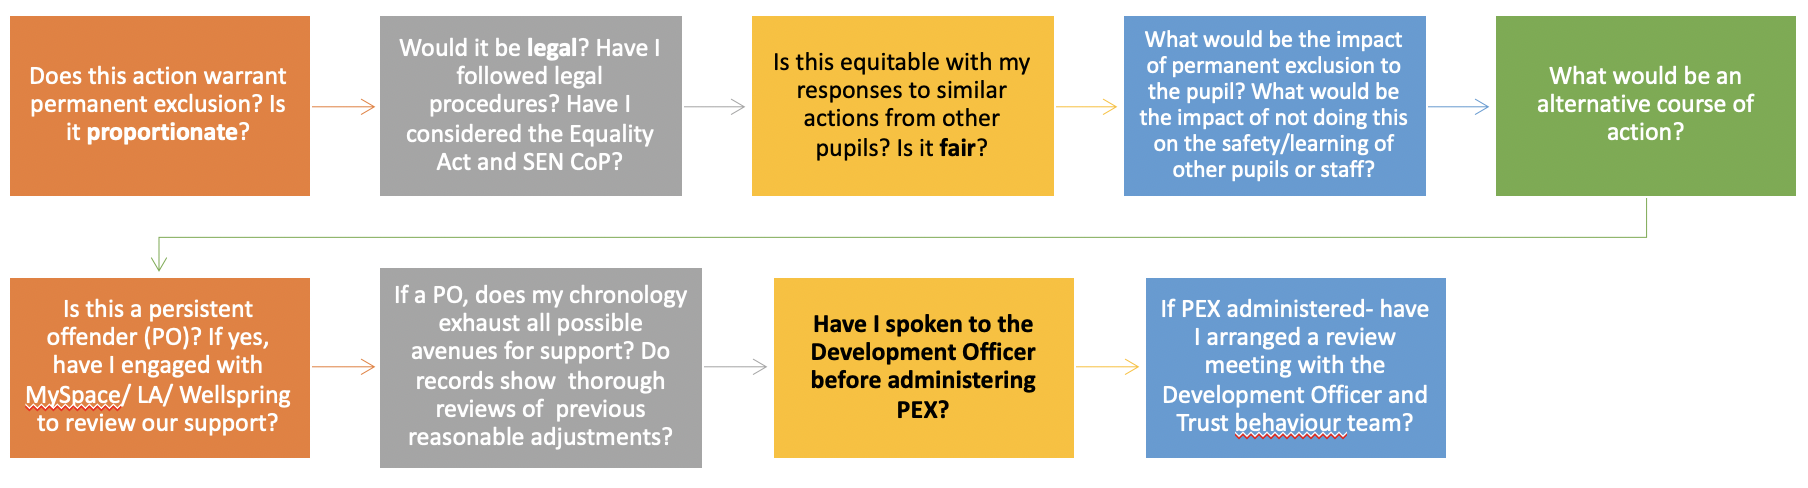 Does this action warrant
permanent exclusion? Is
it proportionate?
Would it be legal? Have I
followed legal
procedures? Have I
considered the Equality
Act and SEN CoP?
Is this equitable with my
responses to similar
actions from other
pupils? Is it fair?
What would be the impact
of permanent exclusion to
the pupil? What would be
the impact of not doing this
on the safety/learning of
other pupils or staff?
What would be an
alternative course of
action?
Is this a persistent
offender (PO)? If yes,
have I engaged with
MySpace/ LA/ Wellspring
to review our support?
If a PO, does my chronology
exhaust all possible
avenues for support? Do
records show  thorough
reviews of  previous
reasonable adjustments?
Have I spoken to the
Development Officer
before administering
PEX?
If PEX administered- have
I arranged a review
meeting with the
Development Officer and
Trust behaviour team?